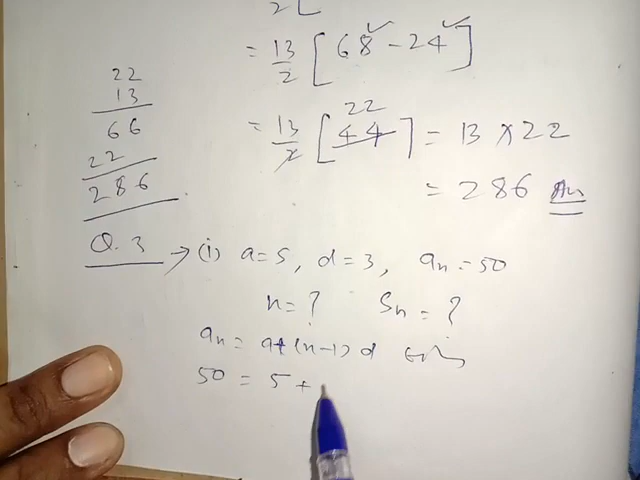 = 13/2 [68 - 24]
22
13
66
22
286
= 13/2 [44] 22 = 13 × 22
= 286 Ans
Q. 3 → (i) a = 5, d = 3, an = 50
n = ? Sn = ?
an = a + (n-1) d
50 = 5 +